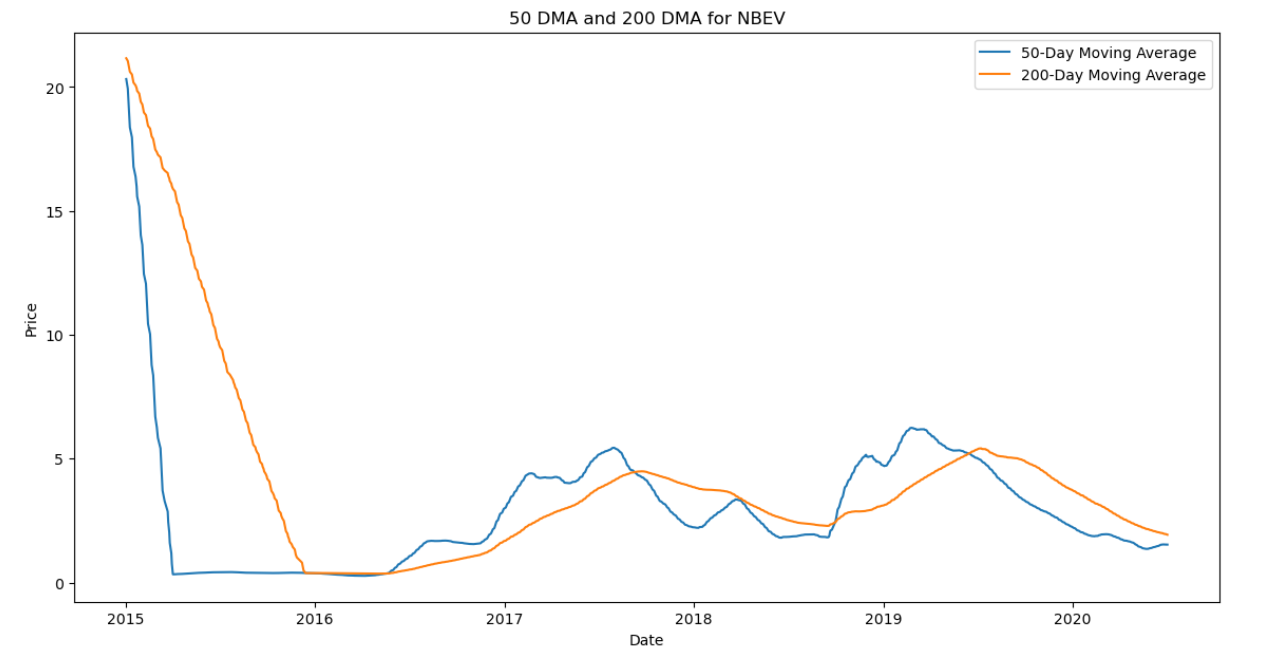 50 DMA and 200 DMA for NBEV
50-Day Moving Average
200-Day Moving Average
Price
20
15
10
5
0
2015 2016 2017 2018 2019 2020
Date